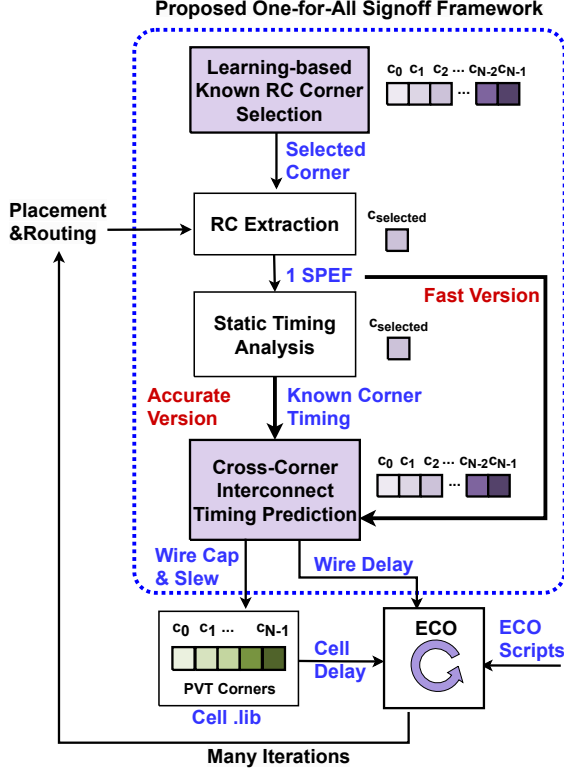 Proposed One-for-All Signoff Framework
Learning-based
Known RC Corner
Selection
c0 c1 c2 ... cN-2 cN-1
...
Selected
Corner
Placement
&Routing
RC Extraction
cselected
1 SPEF
Fast Version
Static Timing
Analysis
cselected
Accurate
Version
Known Corner
Timing
Cross-Corner
Interconnect
Timing Prediction
c0 c1 c2 ... cN-2 cN-1
...
Wire Cap
& Slew
Wire Delay
c0 c1 ... cN-1
PVT Corners
Cell .lib
Cell
Delay
ECO
ECO
Scripts
Many Iterations